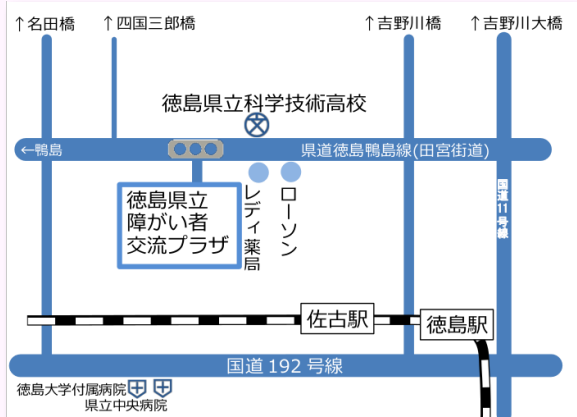 ↑名田橋
↑四国三郎橋
↑吉野川橋
↑吉野川大橋
徳島県立科学技術高校
←鴨島
県道徳島鴨島線(田宮街道)
国道11号線
徳島県立
障がい者
交流プラザ
レディ薬局
ローソン
佐古駅
徳島駅
国道192号線
徳島大学付属病院
県立中央病院